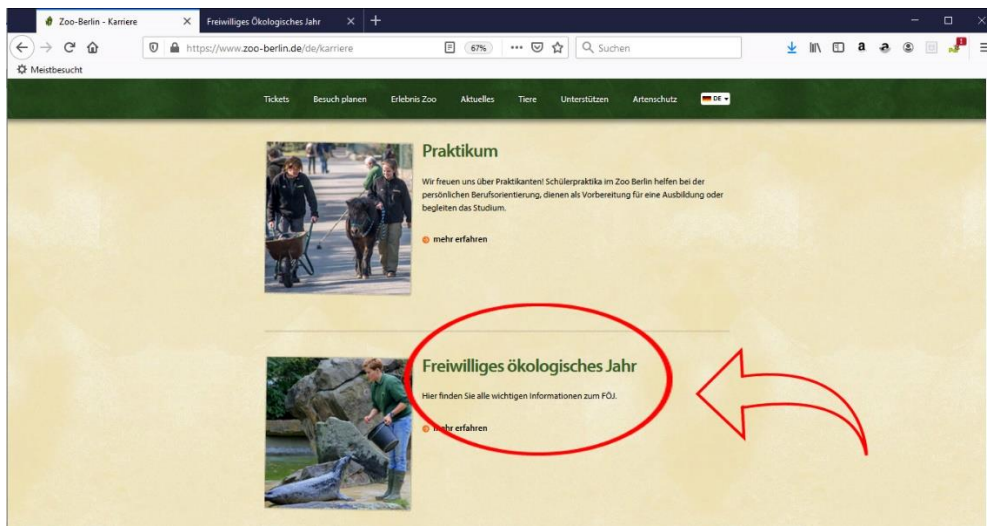 Zoo-Berlin - Karriere
Freiwilliges Ökologisches Jahr
https://www.zoo-berlin.de/de/karriere
67%
Suchen
1
Meistbesucht
Tickets Besuch planen Erlebnis Zoo Aktuelles Tiere Unterstützen Artenschutz DE
Praktikum
Wir freuen uns über Praktikanten! Schülerpraktika im Zoo Berlin helfen bei der
persönlichen Berufsorientierung, dienen als Vorbereitung für eine Ausbildung oder
begleiten das Studium.
mehr erfahren
Freiwilliges ökologisches Jahr
Hier finden Sie alle wichtigen Informationen zum FÖJ.
mehr erfahren